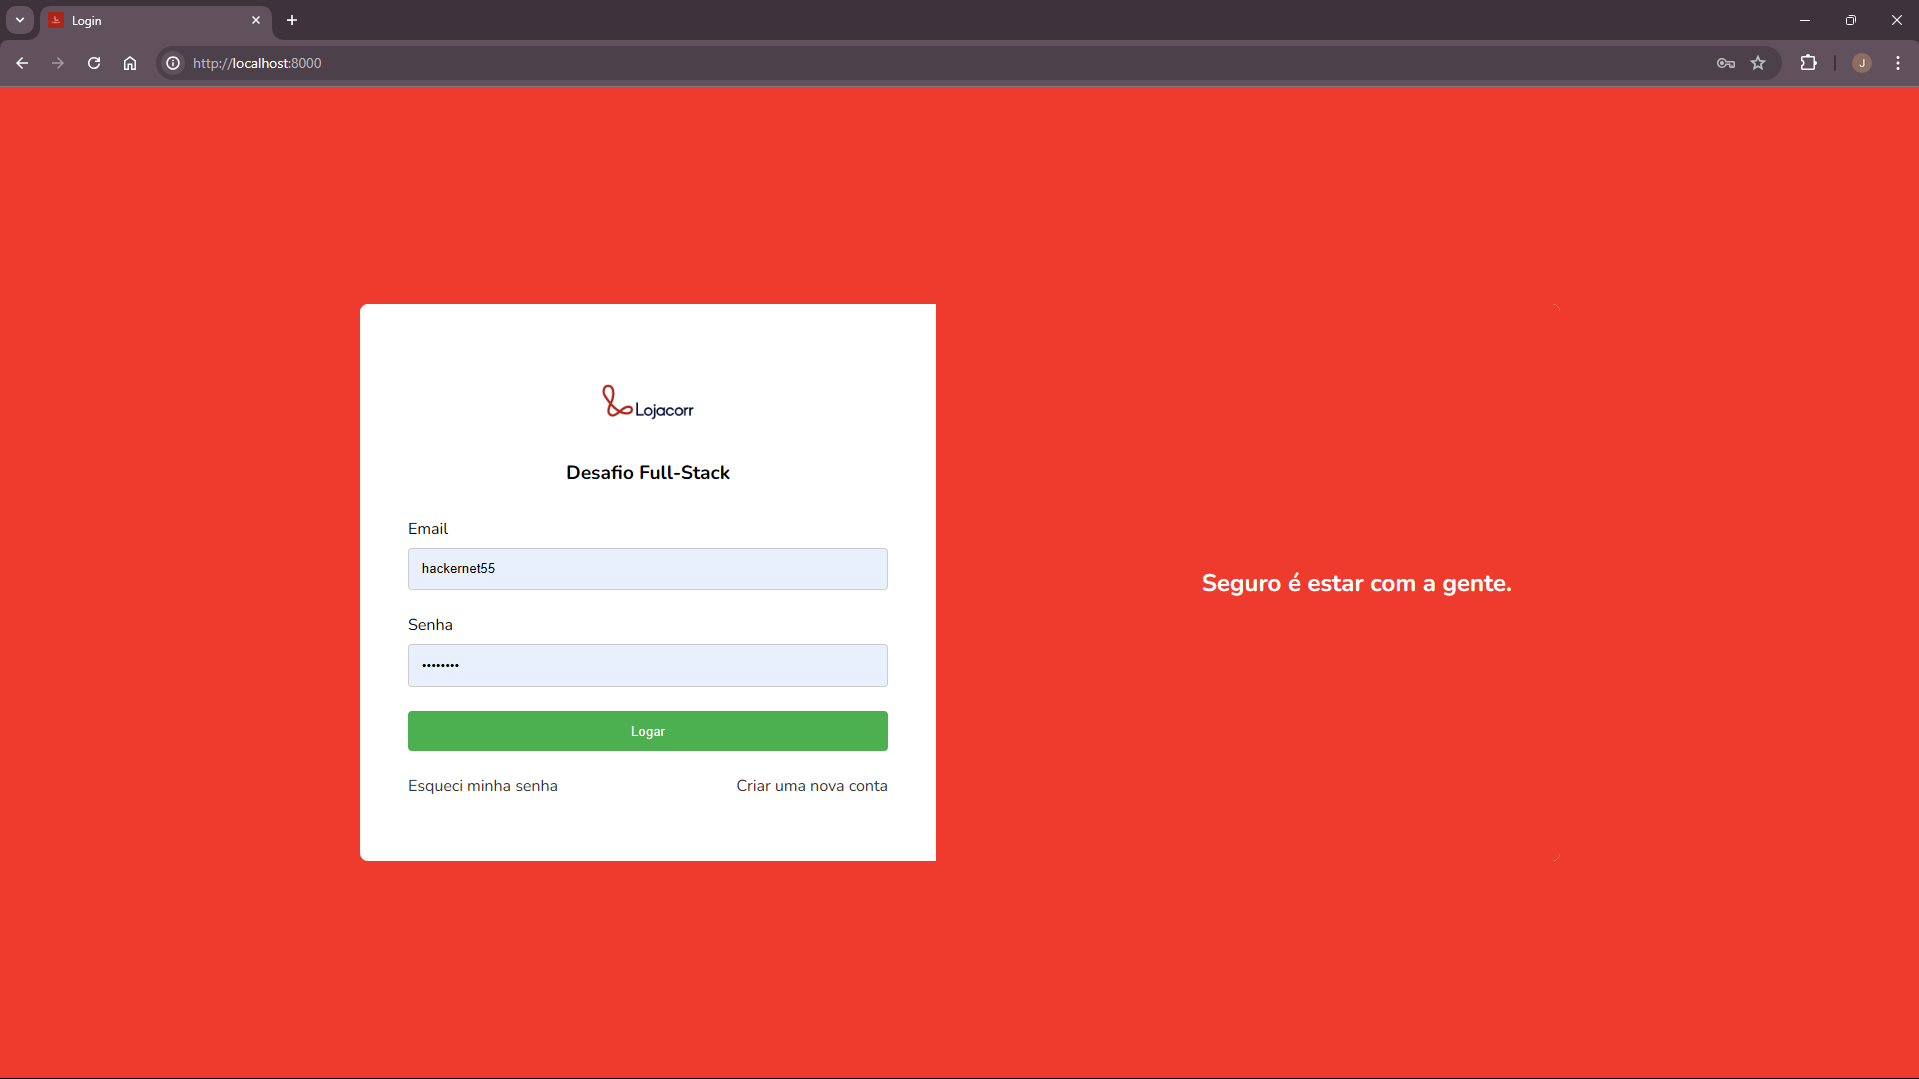 Login
http://localhost:8000
J
Lojacorr
Desafio Full-Stack
Email
hackernet55
Senha
••••••••
Logar
Esqueci minha senha
Criar uma nova conta
Seguro é estar com a gente.